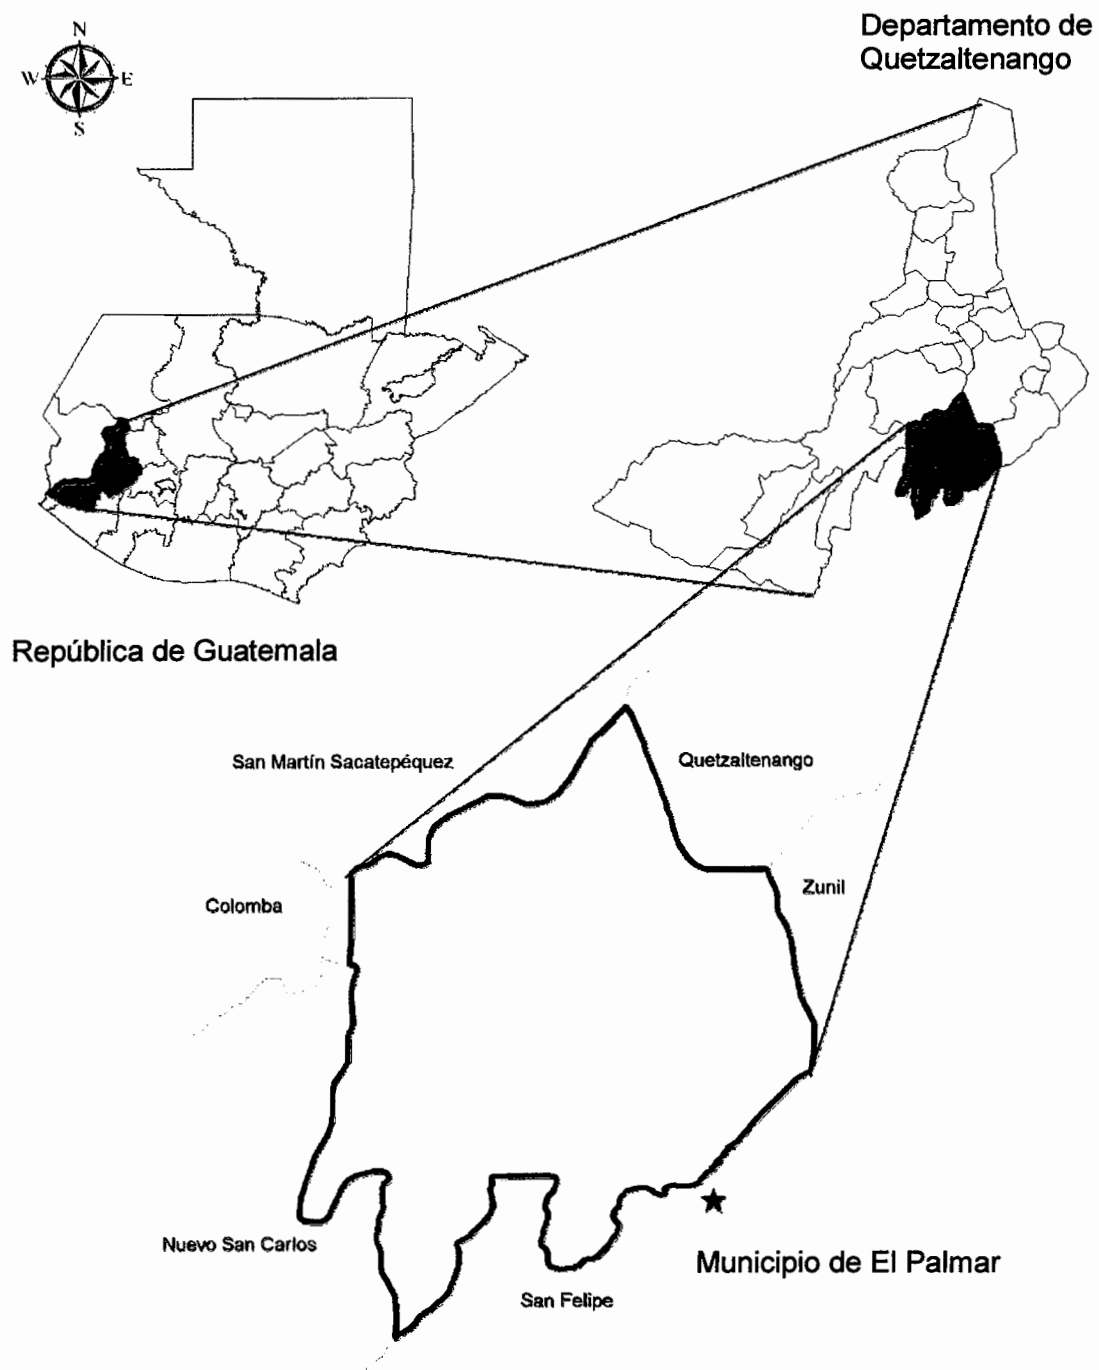 N
Departamento de
Quetzaltenango
W
E
S
República de Guatemala
San Martín Sacatepéquez
Quetzaltenango
Zunil
Colomba
Nuevo San Carlos
Municipio de El Palmar
San Felipe